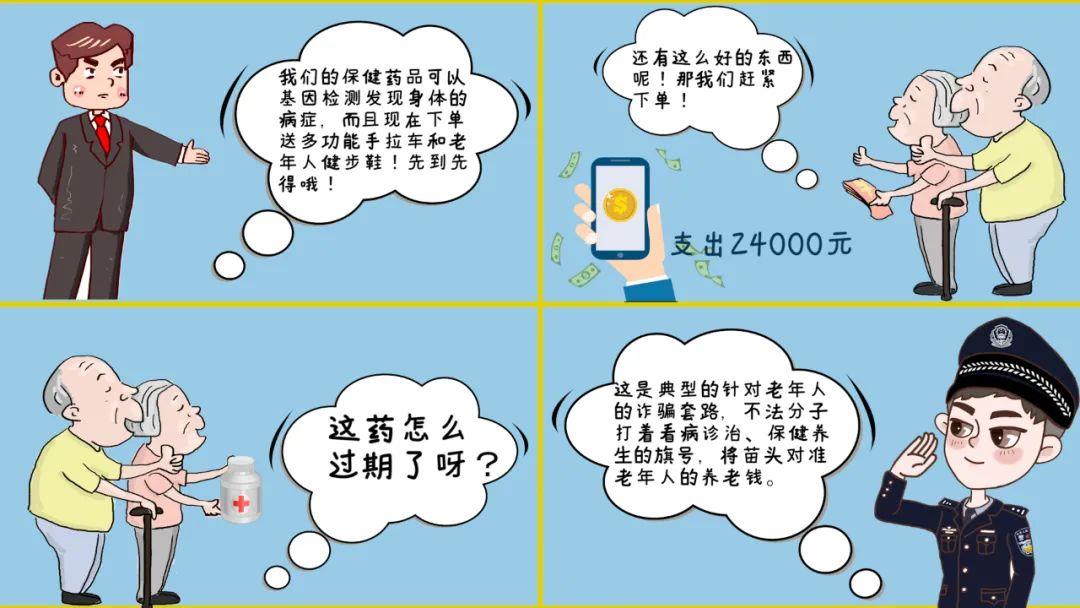 我们的保健药品可以
基因检测发现身体的
病症，而且现在下单
送多功能手拉车和老
年人健步鞋！先到先
得哦！
还有这么好的东西
呢！那我们赶紧
下单！
支出24000元
这药怎么
过期了呀？
这是典型的针对老年人
的诈骗套路，不法分子
打着看病诊治、保健养
生的旗号，将苗头对准
老年人的养老钱。